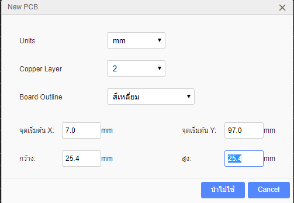 New PCB
Units mm
Copper Layer 2
Board Outline สี่เหลี่ยม
จุดเริ่มต้น X: 7.0 mm จุดเริ่มต้น Y: 97.0 mm
กว้าง: 25.4 mm สูง: 25.4 mm
นำไปใช้ Cancel